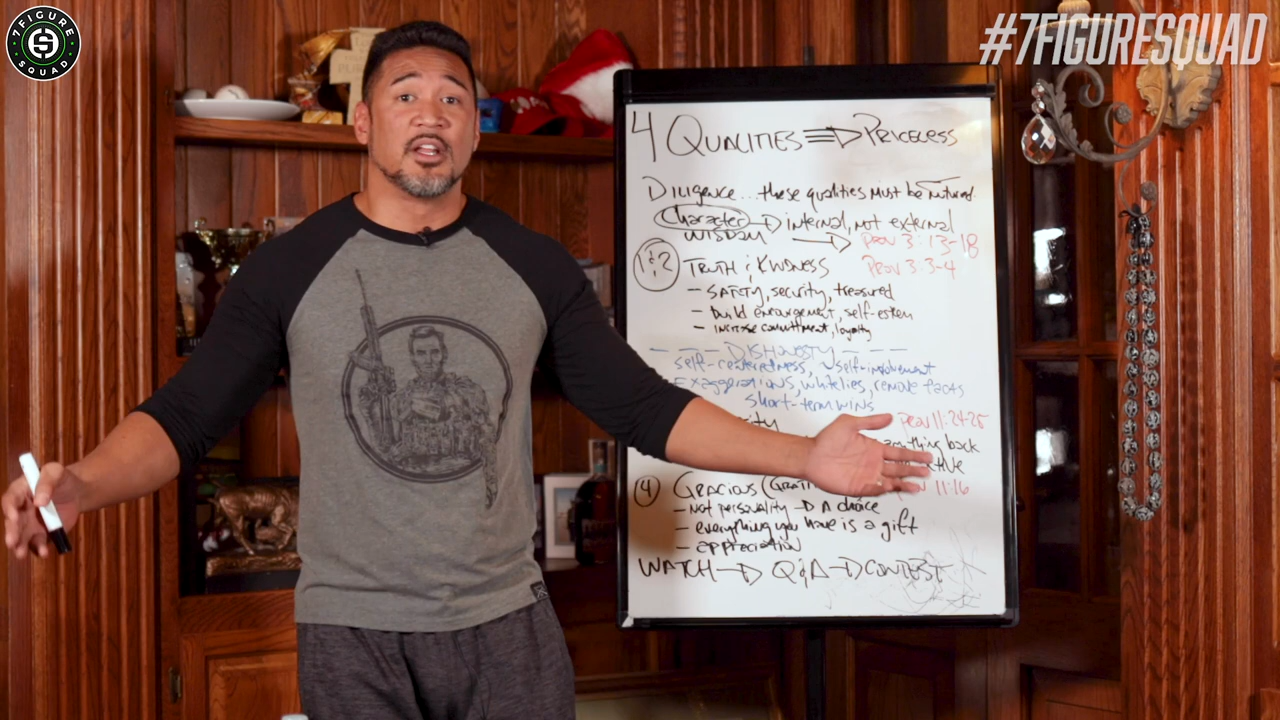 7FIGURE
SQUAD
#7FIGURESQUAD
4 QUALITIES PRICELESS
DILIGENCE... these qualities must be nurtured.
Character internal, not external
WISDOM PROV 3:13-18
1 & 2 TRUTH & KINDNESS PROV 3:3-4
- SAFETY, security, treasured
- build encouragement, self-esteem
- increase commitment, loyalty
--- DISHONESTY ---
self-centeredness, self-involvement
Exaggerations, white lies, remove facts,
short-term wins
Prov 11:24-25
anything back
4 GRACIOUS 11:16
- Not personality A choice
- everything you have is a gift
- appreciation
WATCH Q&A CONTEST